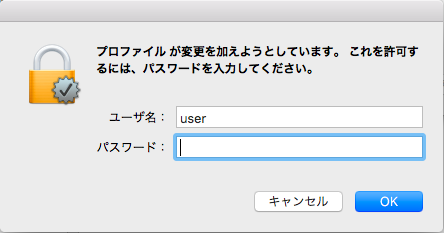 プロファイル が変更を加えようとしています。 これを許可す
るには、パスワードを入力してください。
ユーザ名： user
パスワード：
キャンセル OK